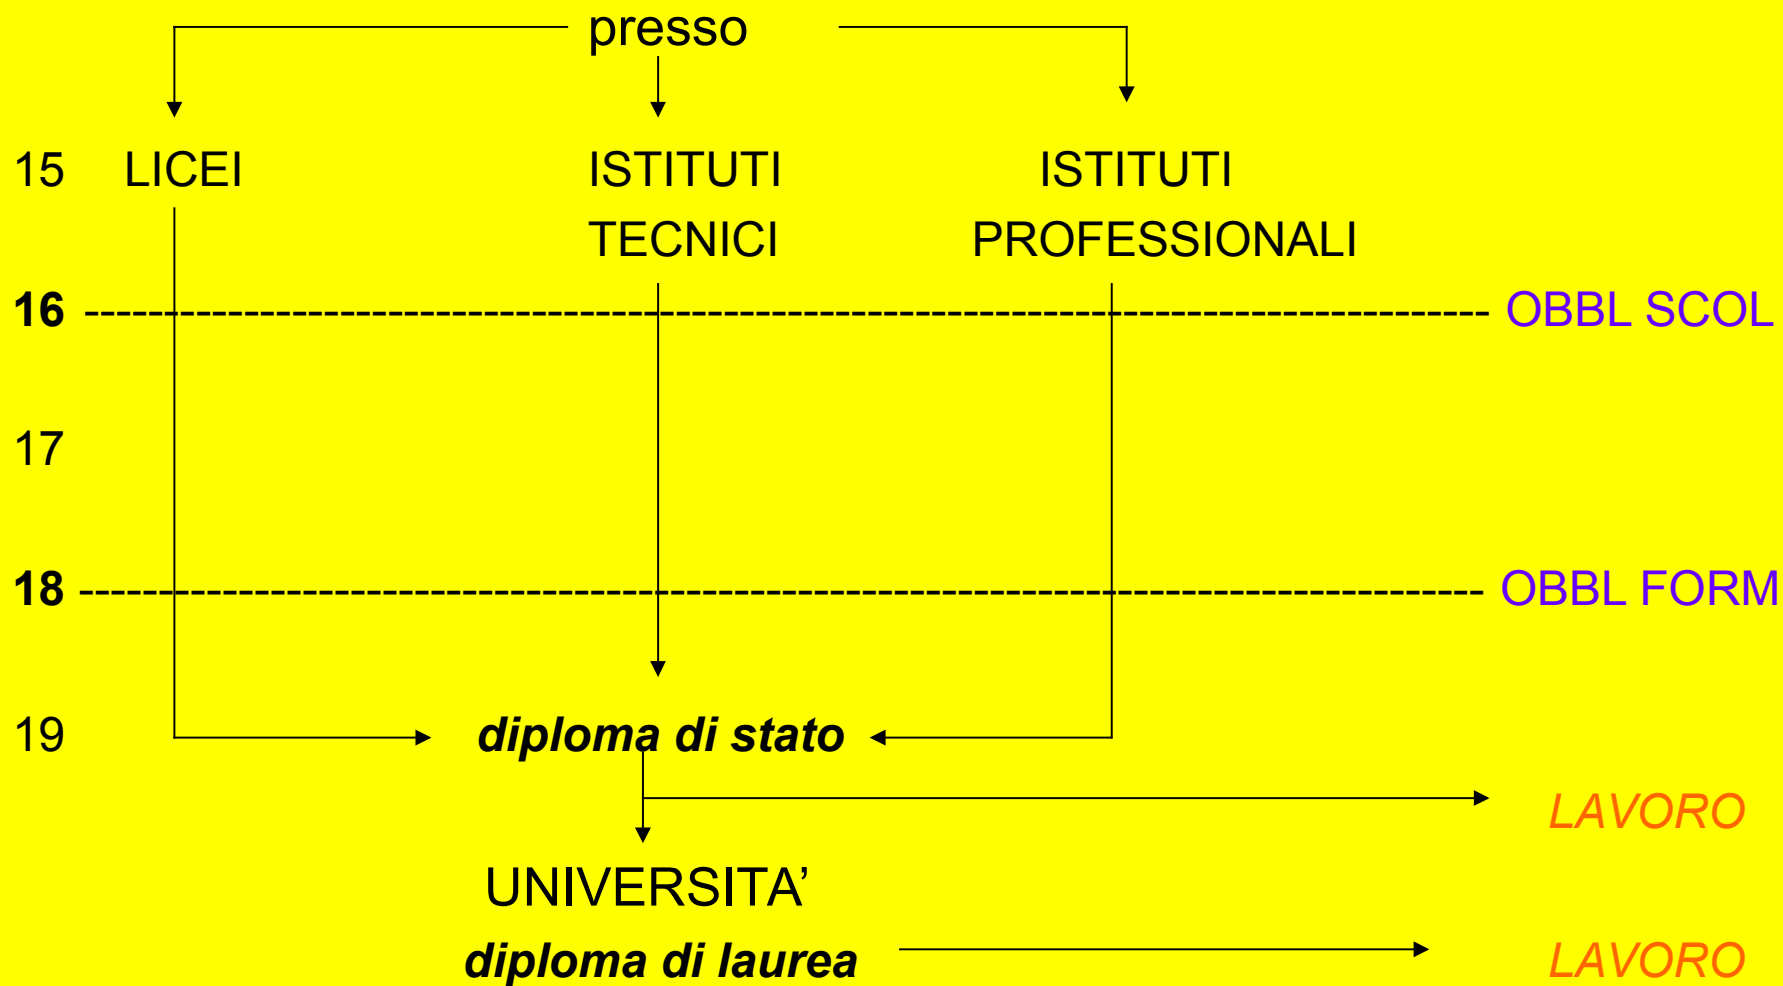 presso
15 LICEI ISTITUTI ISTITUTI
TECNICI PROFESSIONALI
16 OBBL SCOL
17
18 OBBL FORM
19 diploma di stato
LAVORO
UNIVERSITA’
diploma di laurea LAVORO